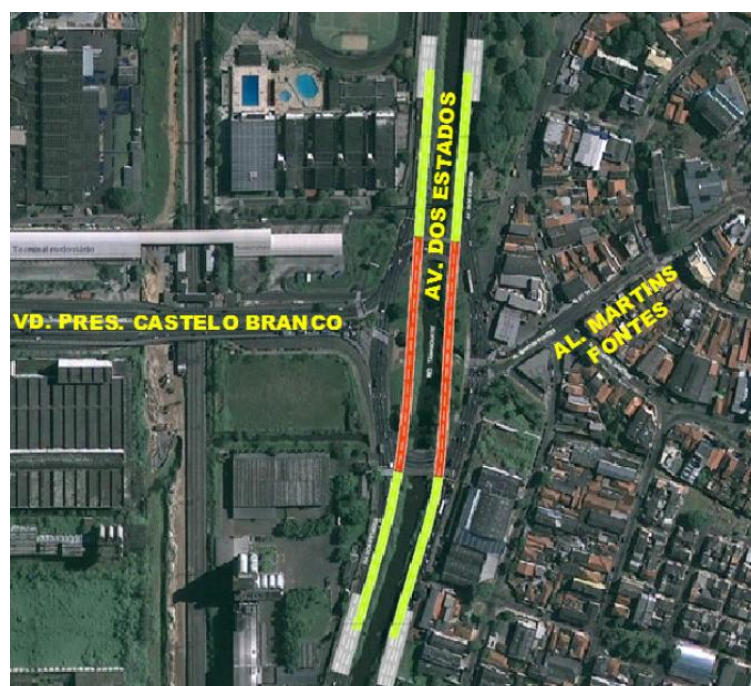 AV. DOS ESTADOS
Terminal rodoviário
VD. PRES. CASTELO BRANCO
AL. MARTINS
FONTES